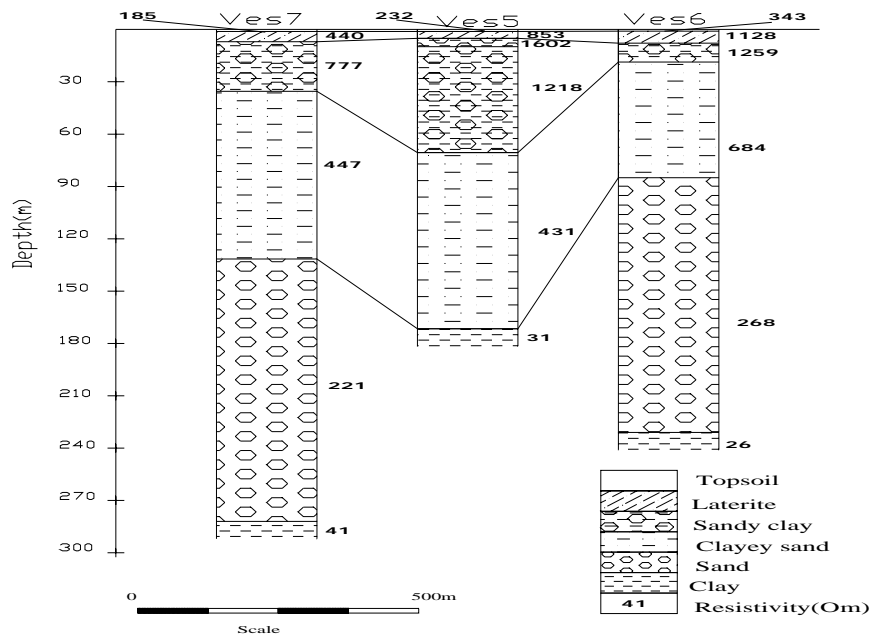 185 Ves7 232 Ves5 Ves6 343
440 853 1128
1602
1259
777
30
1218
60
684
447
90
Depth(m)
120
431
150
268
31
180
221
210
26
240
270
41
300
Topsoil
Laterite
Sandy clay
Clayey sand
Sand
Clay
41 Resistivity(Om)
0 500m
Scale